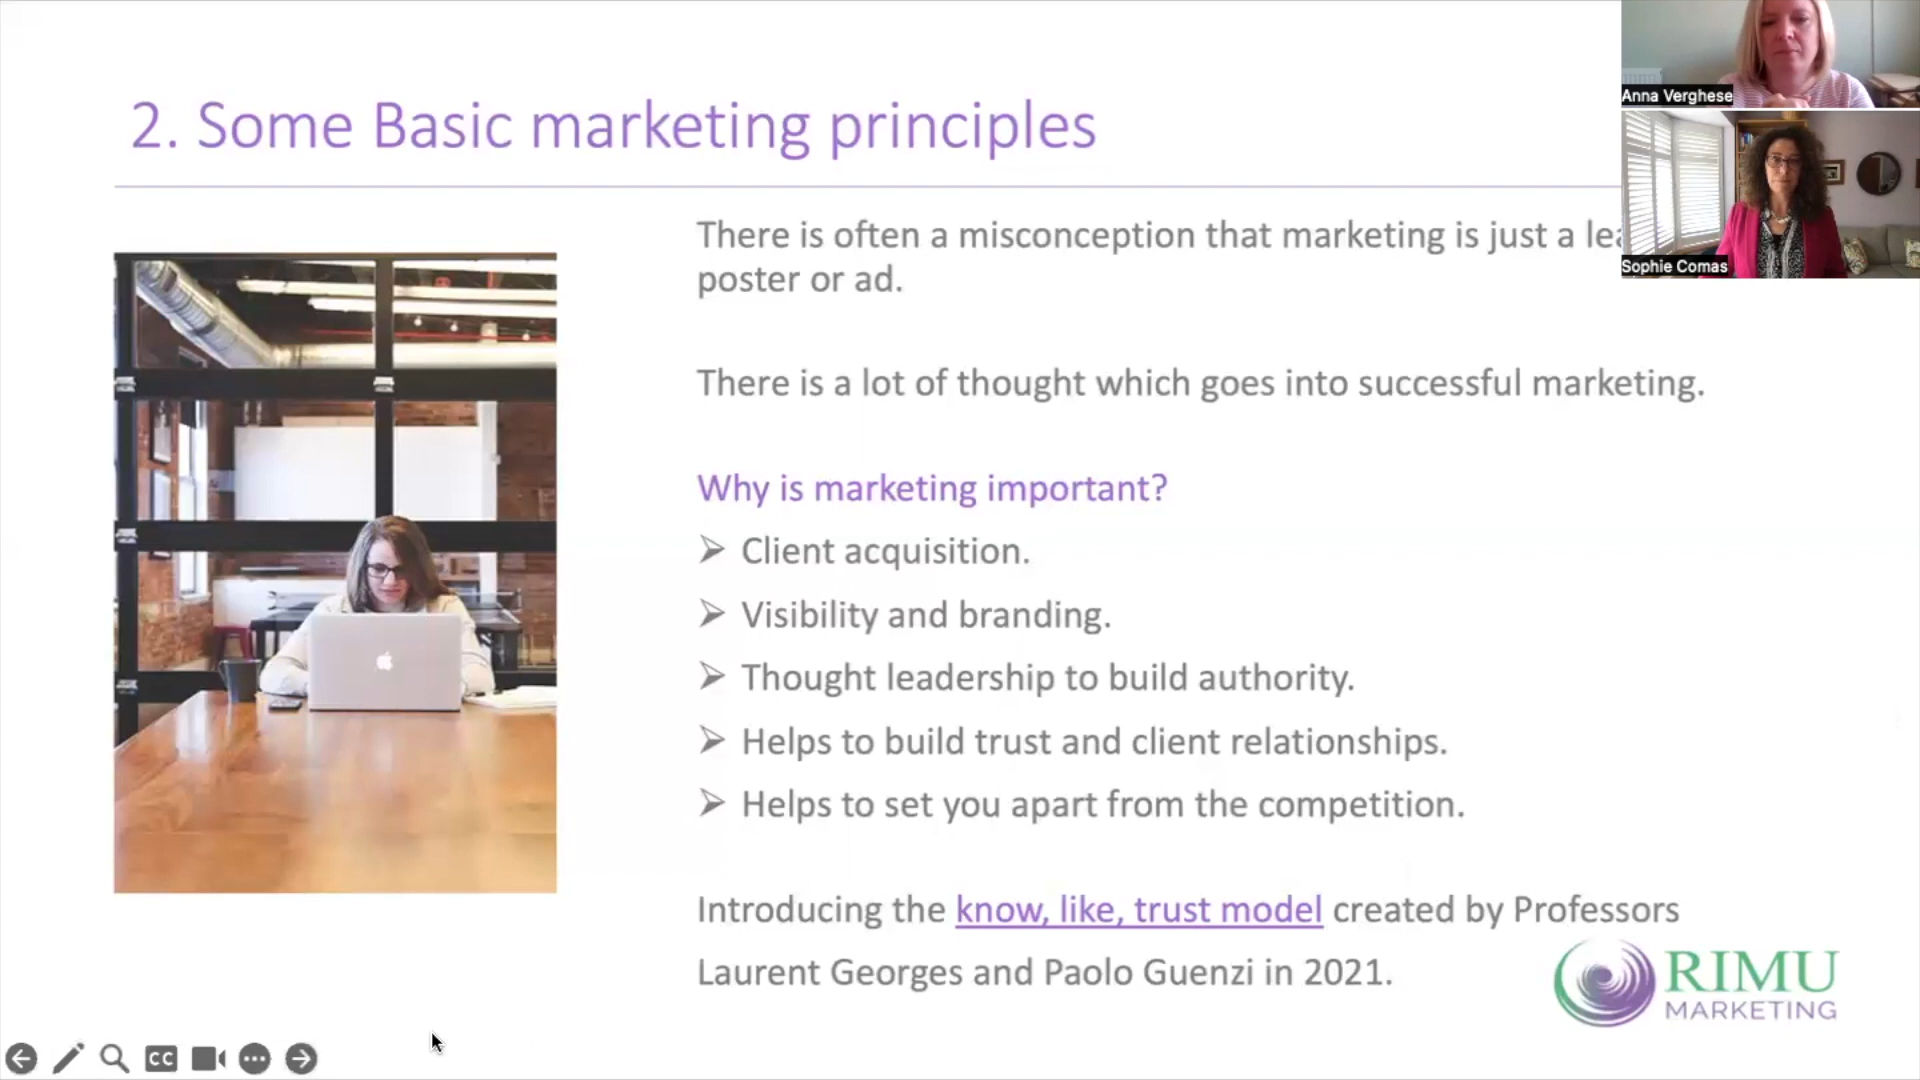 2. Some Basic marketing principles
Anna Verghese
Sophie Comas
There is often a misconception that marketing is just a
poster or ad.
There is a lot of thought which goes into successful marketing.
Why is marketing important?
➢ Client acquisition.
➢ Visibility and branding.
➢ Thought leadership to build authority.
➢ Helps to build trust and client relationships.
➢ Helps to set you apart from the competition.
Introducing the know, like, trust model created by Professors
Laurent Georges and Paolo Guenzi in 2021.
RIMU
MARKETING
CC